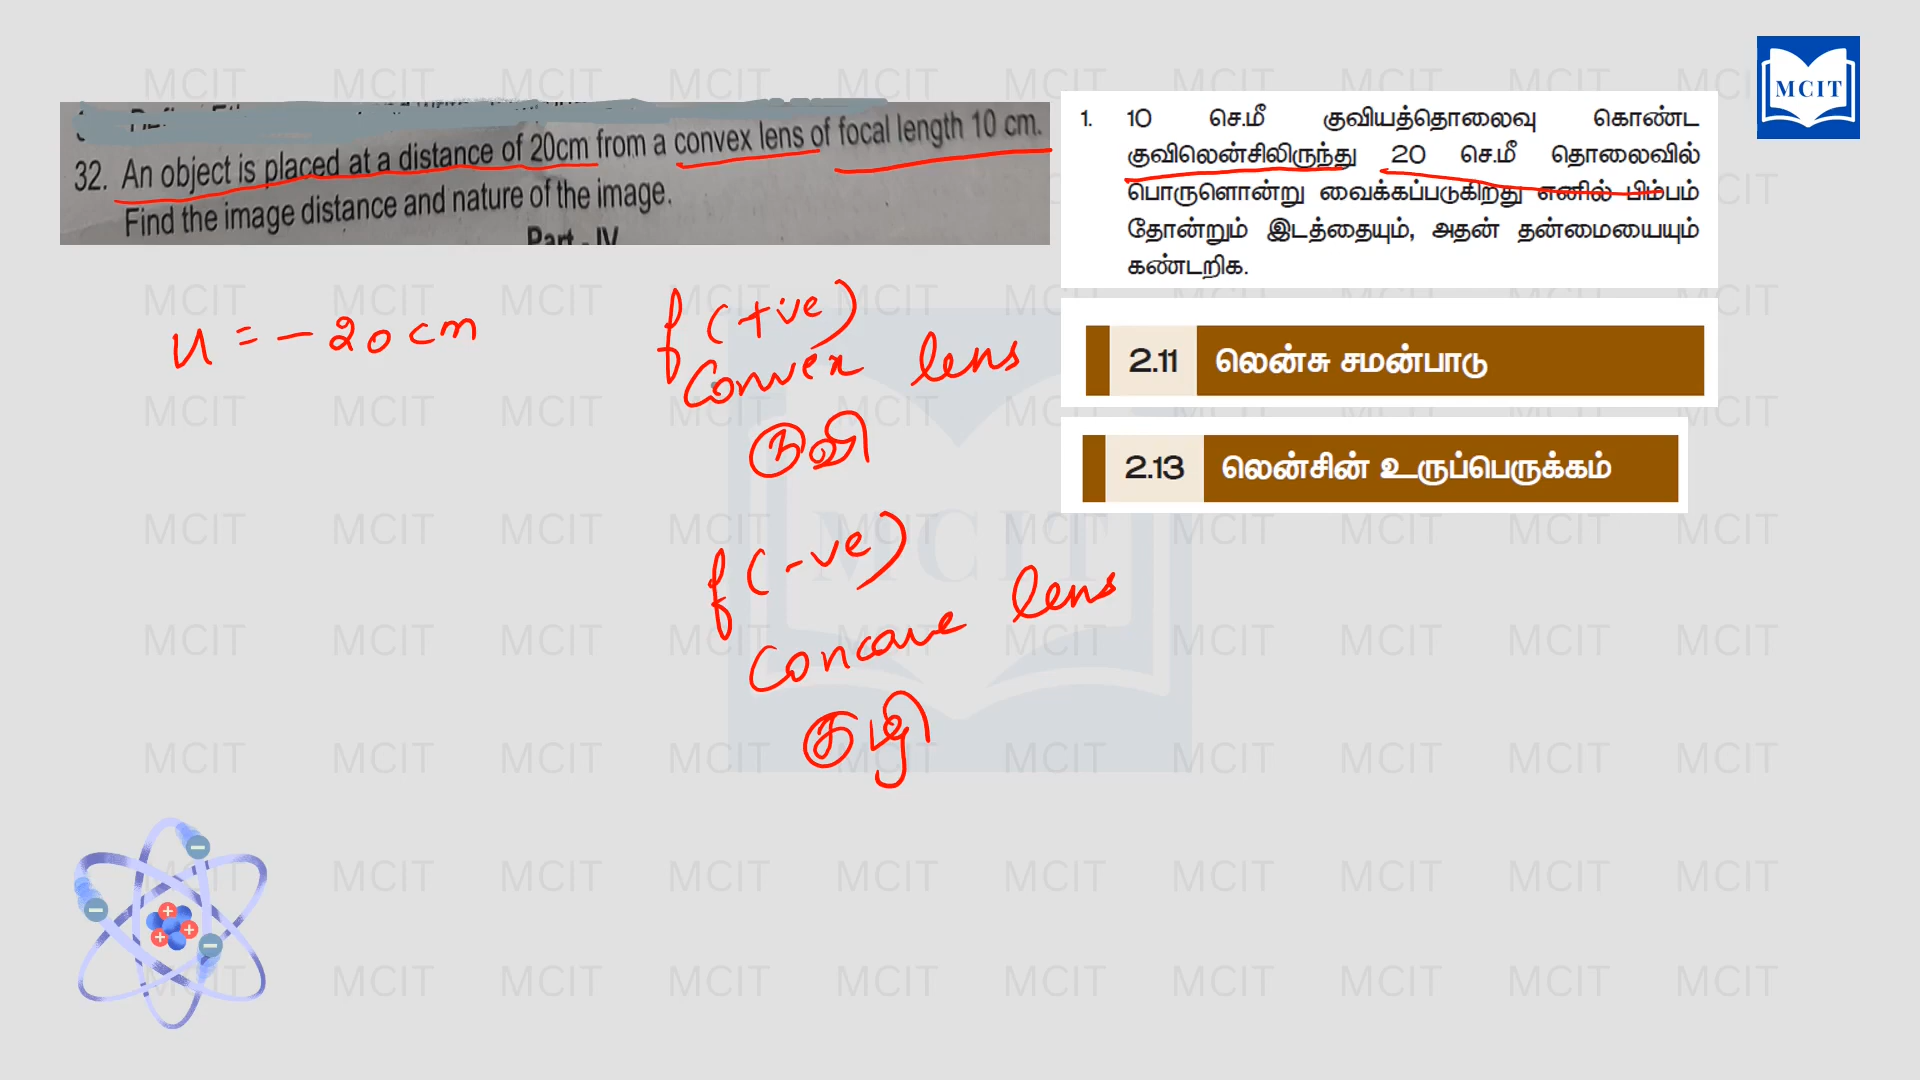 32. An object is placed at a distance of 20cm from a convex lens of focal length 10 cm.
Find the image distance and nature of the image.
Part - IV
1. 10 செ.மீ குவியத்தொலைவு கொண்ட
குவிலென்சிலிருந்து 20 செ.மீ தொலைவில்
பொருளொன்று வைக்கப்படுகிறது எனில் பிம்பம்
தோன்றும் இடத்தையும், அதன் தன்மையையும்
கண்டறிக.
MCIT
2.11 லென்சு சமன்பாடு
2.13 லென்சின் உருப்பெருக்கம்
u = - 20 cm
f (+ve)
Convex lens
குவி
f (-ve)
Concave lens
குழி